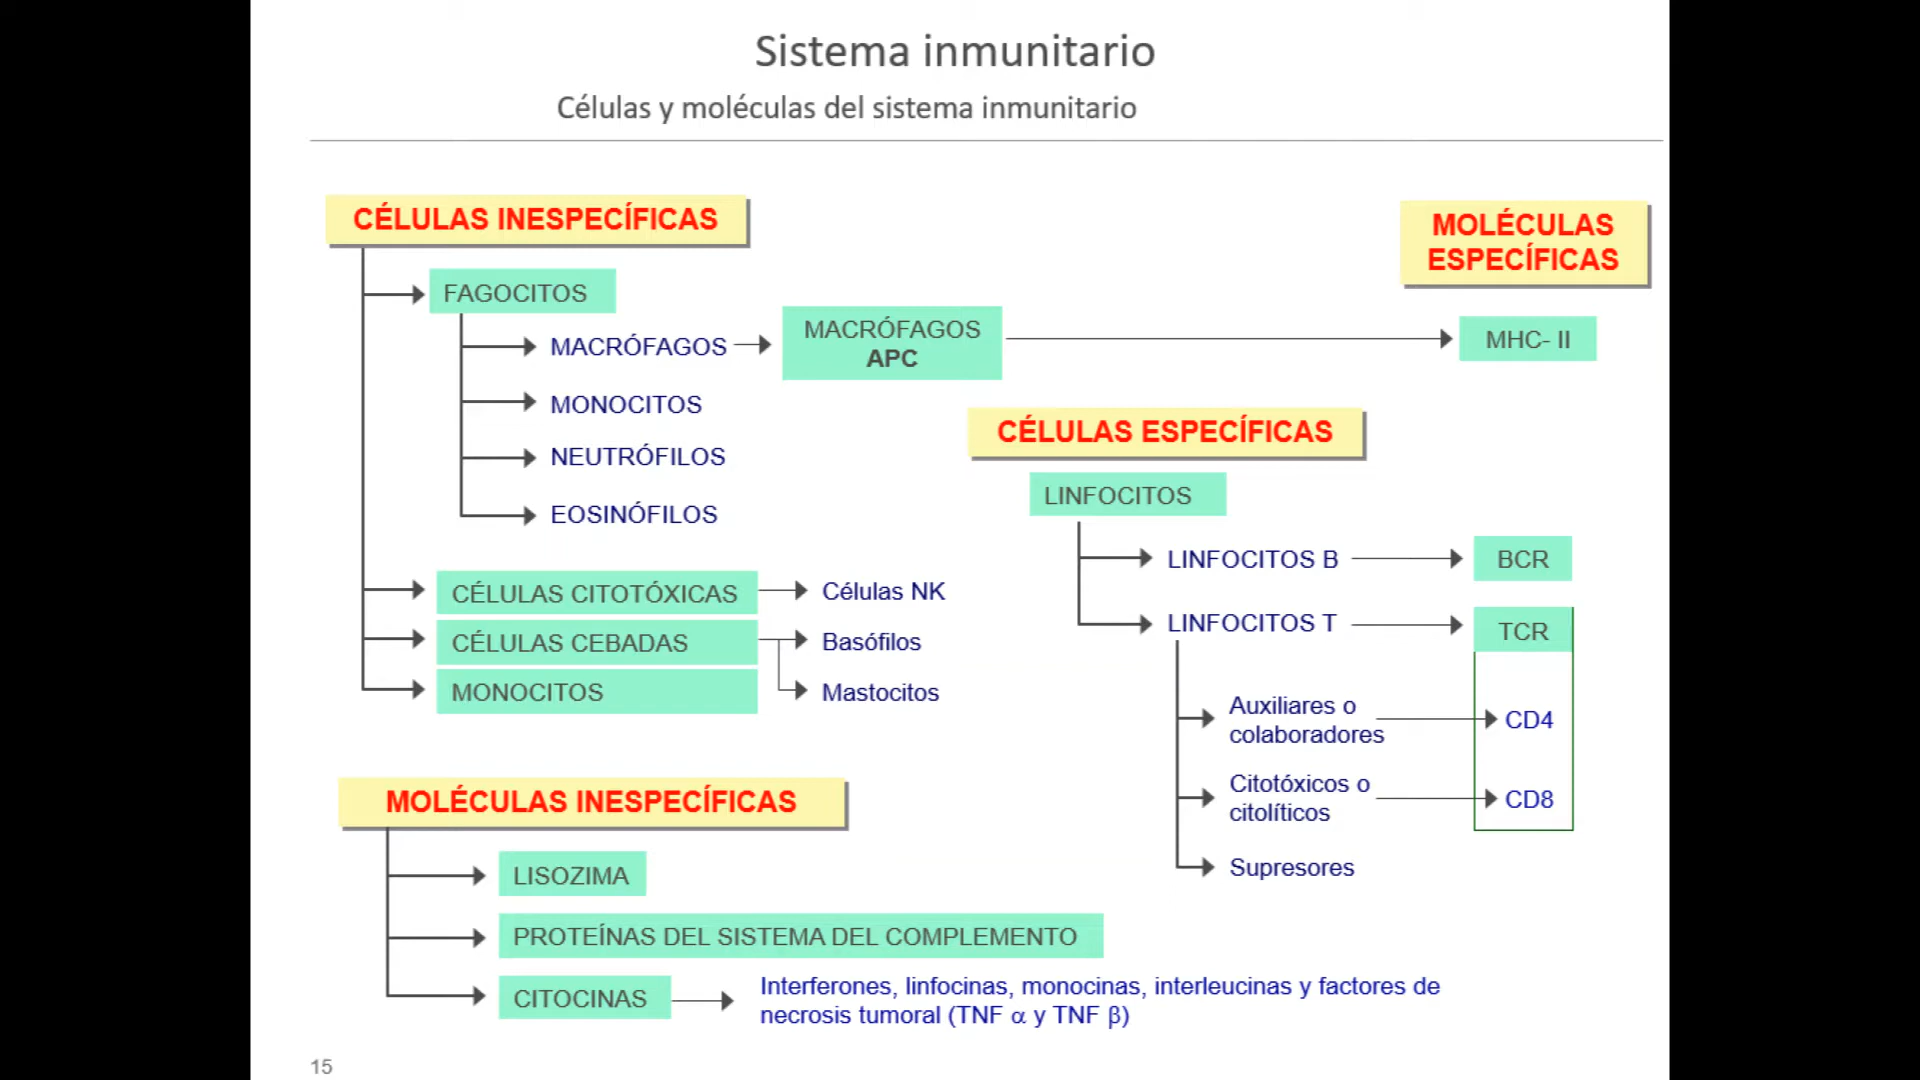 Sistema inmunitario
Células y moléculas del sistema inmunitario
CÉLULAS INESPECÍFICAS
FAGOCITOS
MACRÓFAGOS
MACRÓFAGOS
APC
MONOCITOS
NEUTRÓFILOS
EOSINÓFILOS
CÉLULAS CITOTÓXICAS
Células NK
CÉLULAS CEBADAS
Basófilos
MONOCITOS
Mastocitos
MOLÉCULAS
ESPECÍFICAS
MHC- II
CÉLULAS ESPECÍFICAS
LINFOCITOS
LINFOCITOS B
BCR
LINFOCITOS T
TCR
Auxiliares o
colaboradores
CD4
Citotóxicos o
citolíticos
CD8
Supresores
MOLÉCULAS INESPECÍFICAS
LISOZIMA
PROTEÍNAS DEL SISTEMA DEL COMPLEMENTO
CITOCINAS
Interferones, linfocinas, monocinas, interleucinas y factores de
necrosis tumoral (TNF α y TNF β)
15